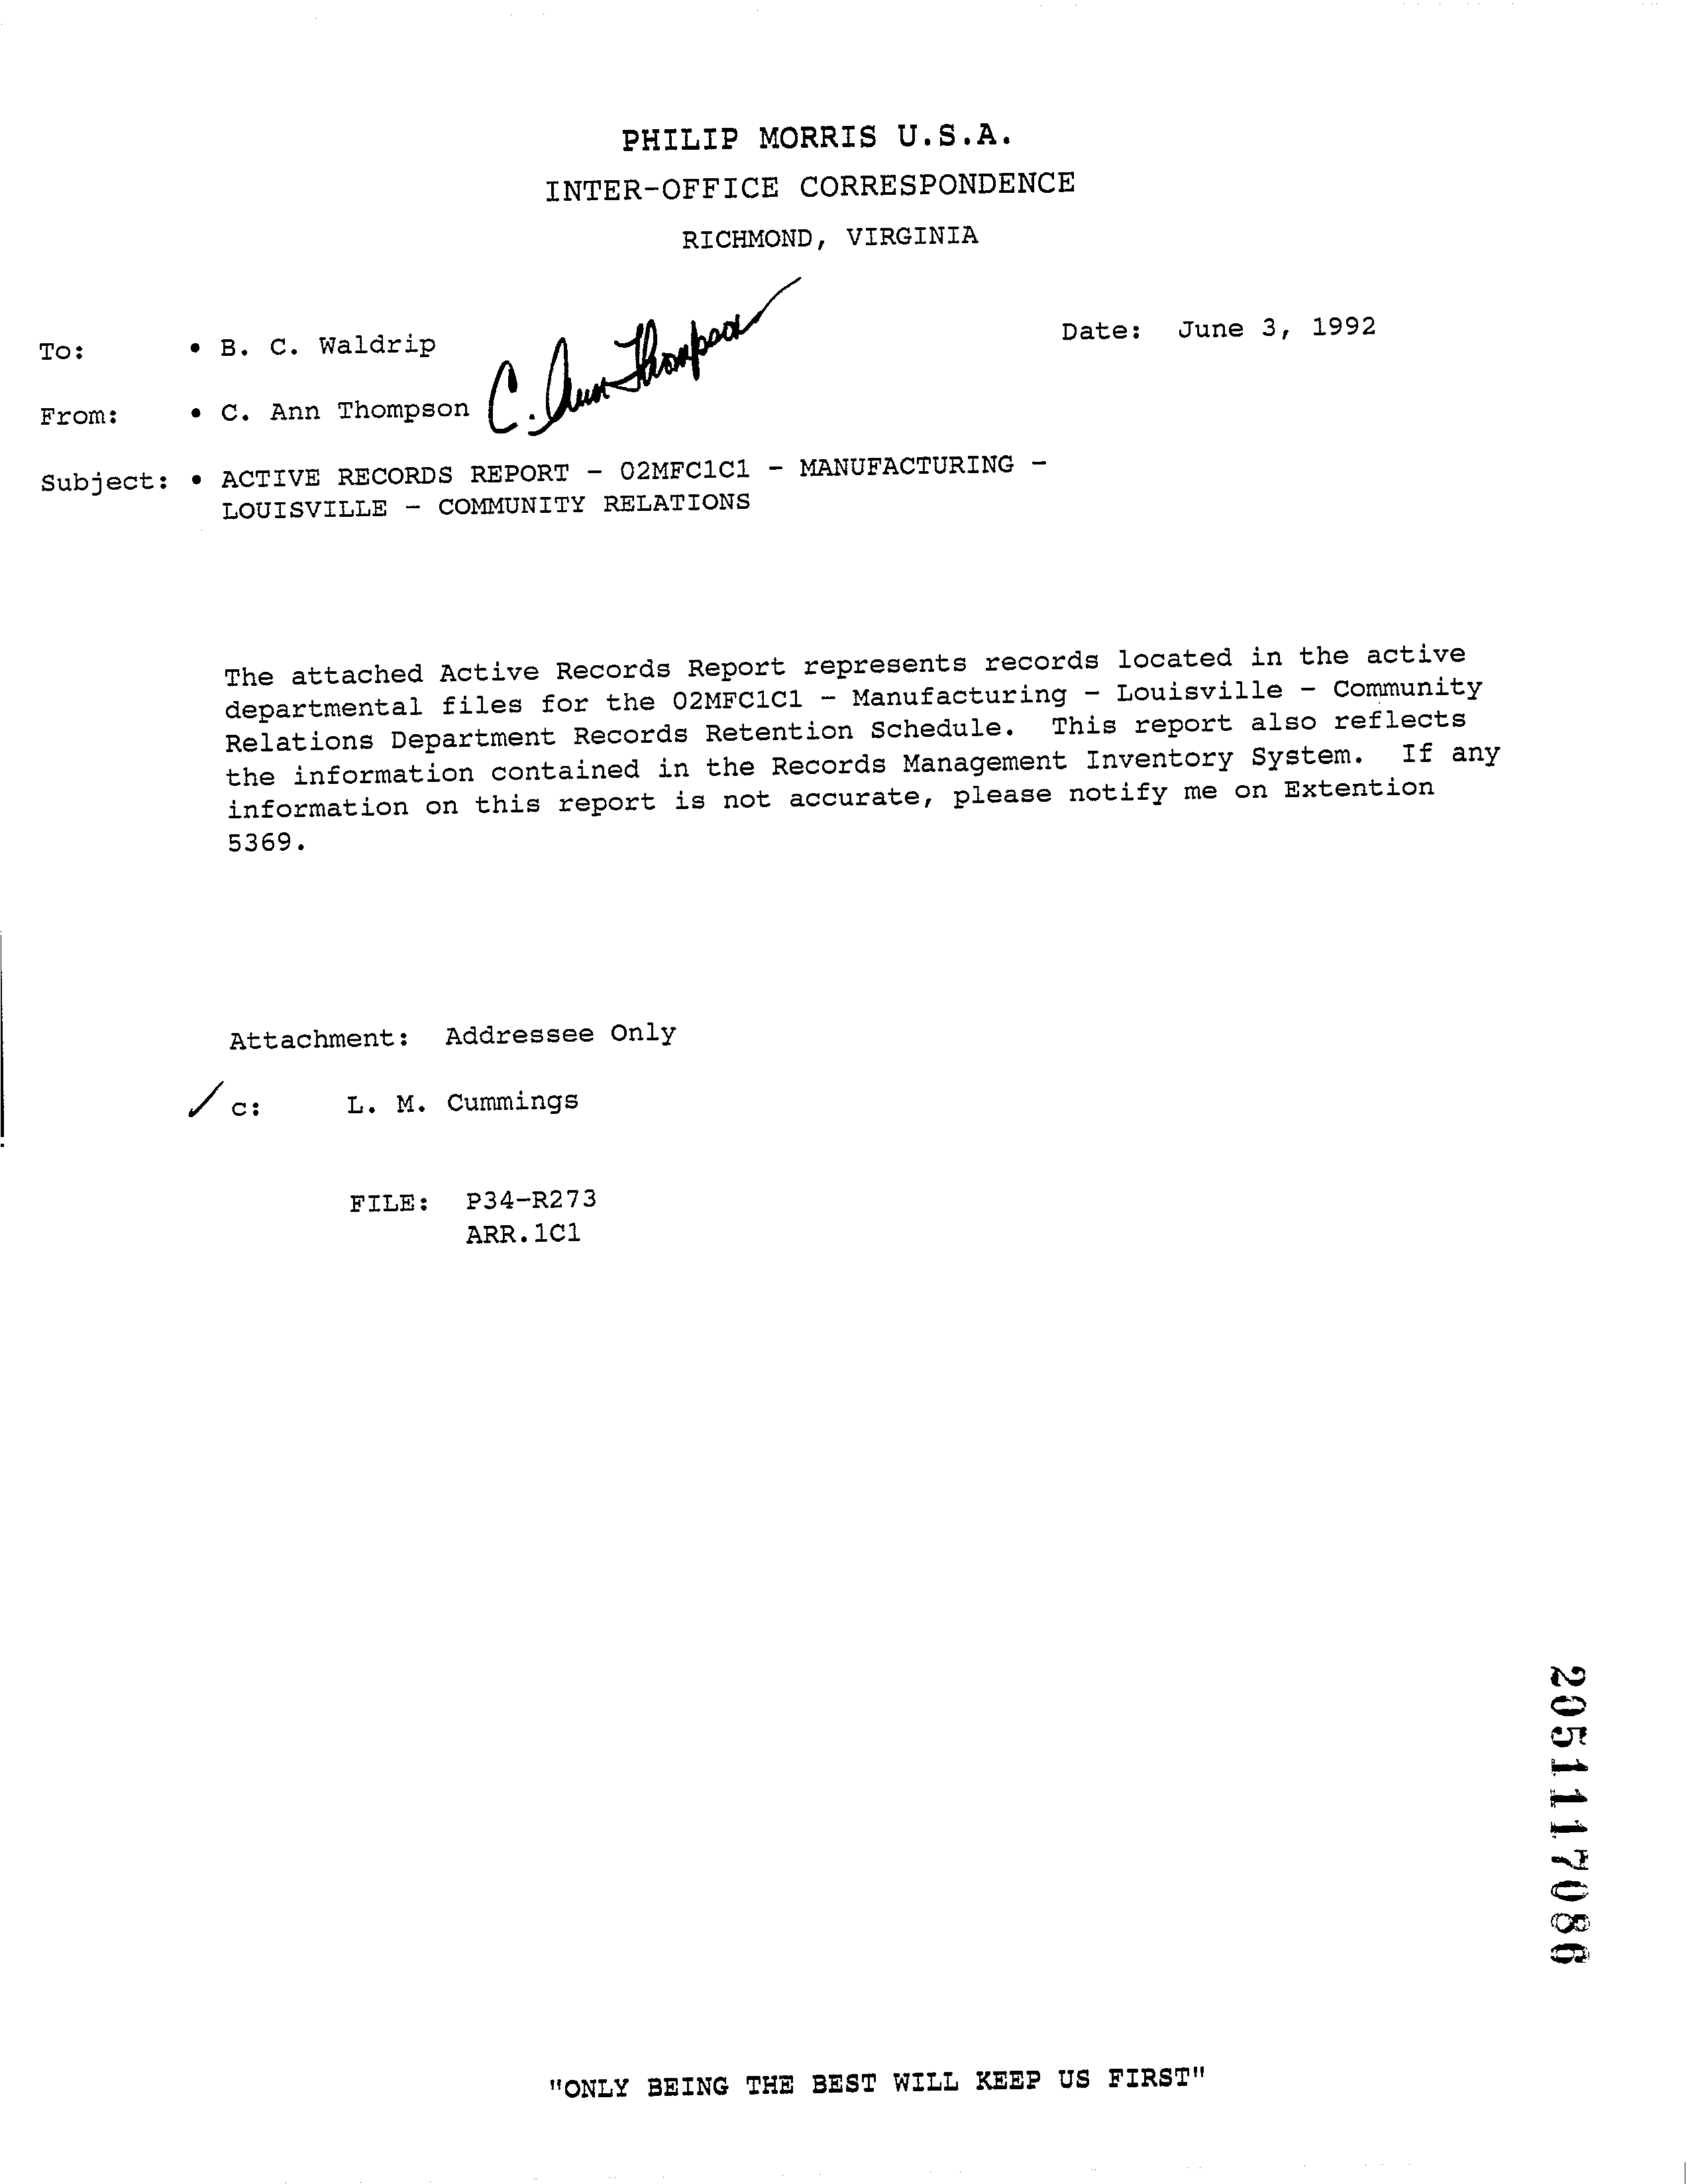 PHILIP MORRIS U.S.A.
INTER-OFFICE CORRESPONDENCE
RICHMOND, VIRGINIA
To: • B. C. Waldrip Date: June 3, 1992
From: • C. Ann Thompson C. Ann Thompson
Subject: • ACTIVE RECORDS REPORT - 02MFC1C1 - MANUFACTURING -
LOUISVILLE - COMMUNITY RELATIONS
The attached Active Records Report represents records located in the active
departmental files for the 02MFC1C1 - Manufacturing - Louisville - Community
Relations Department Records Retention Schedule. This report also reflects
the information contained in the Records Management Inventory System. If any
information on this report is not accurate, please notify me on Extention
5369.
Attachment: Addressee Only
✓ c: L. M. Cummings
FILE: P34-R273
ARR.1C1
2051117086
"ONLY BEING THE BEST WILL KEEP US FIRST"